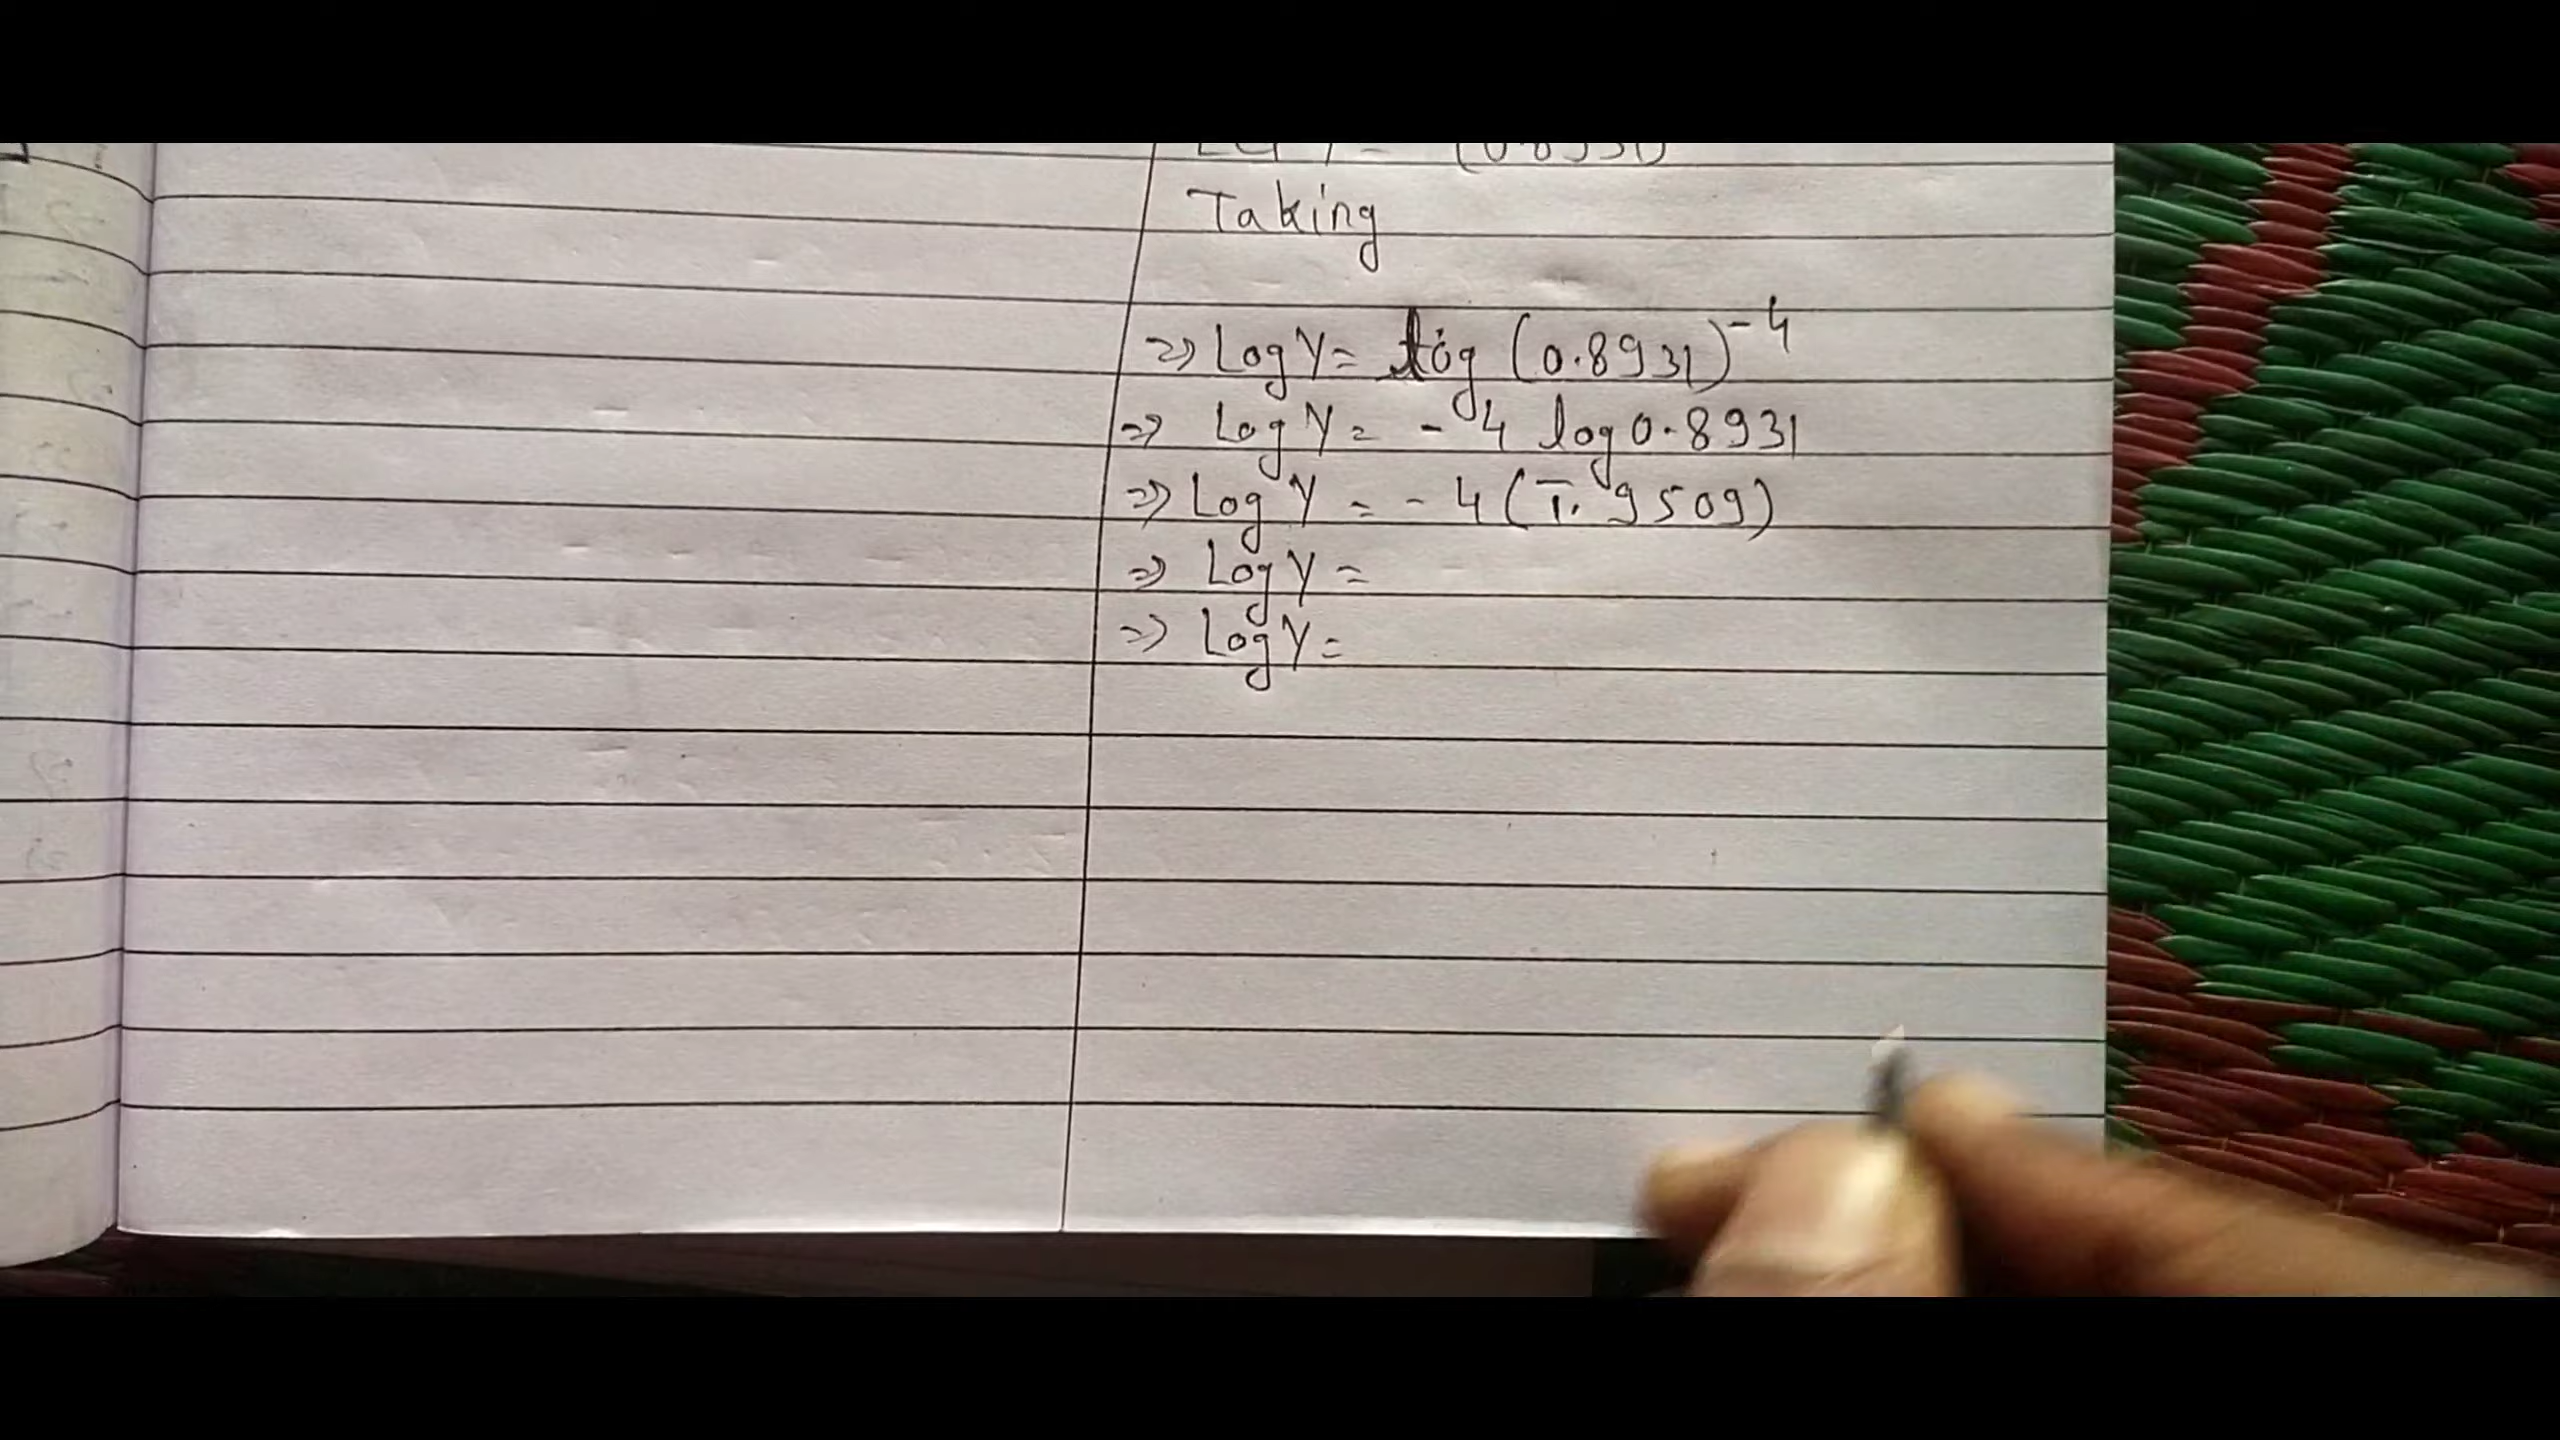 Taking
=> Log Y = log (0.8931)⁻⁴
=> Log Y = - 4 log 0.8931
=> Log Y = - 4 (1̅. 9509)
=> Log Y =
=> Log Y =